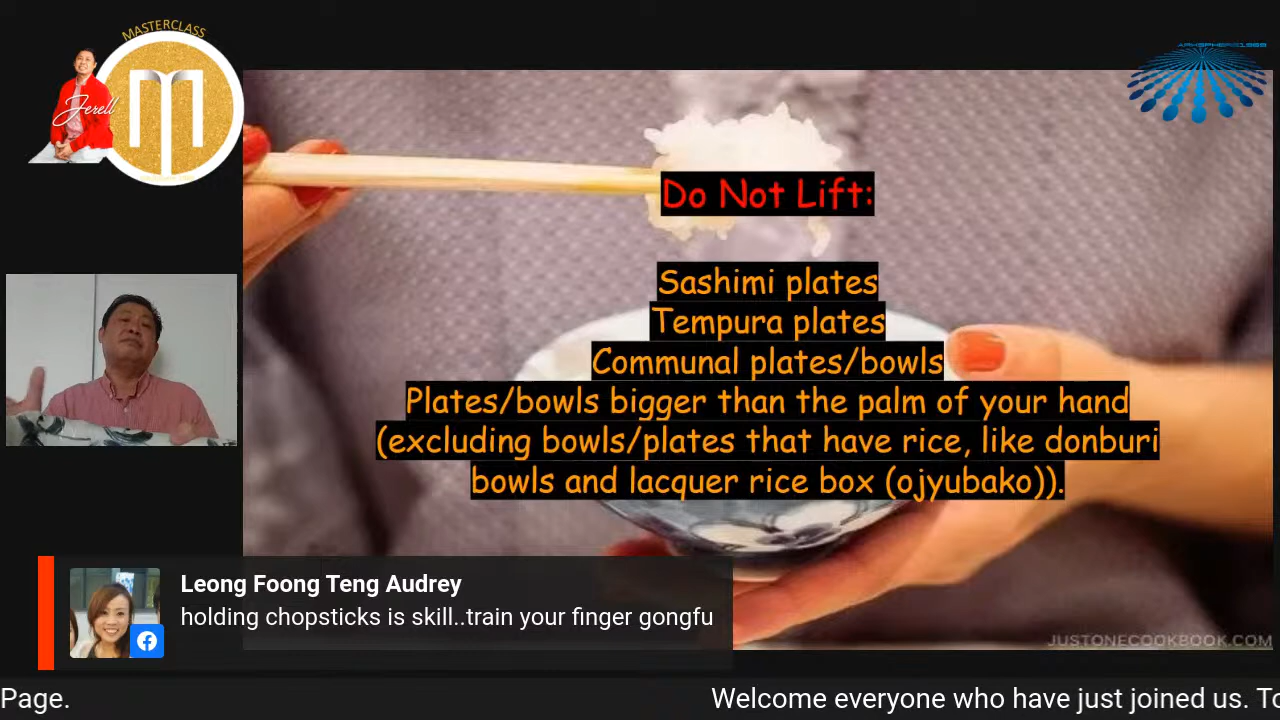 MASTERCLASS
Jerell
Do Not Lift:
Sashimi plates
Tempura plates
Communal plates/bowls
Plates/bowls bigger than the palm of your hand
(excluding bowls/plates that have rice, like donburi
bowls and lacquer rice box (ojyubako)).
Leong Foong Teng Audrey
holding chopsticks is skill..train your finger gongfu
JUSTONECOOKBOOK.COM
Page.
Welcome everyone who have just joined us. To